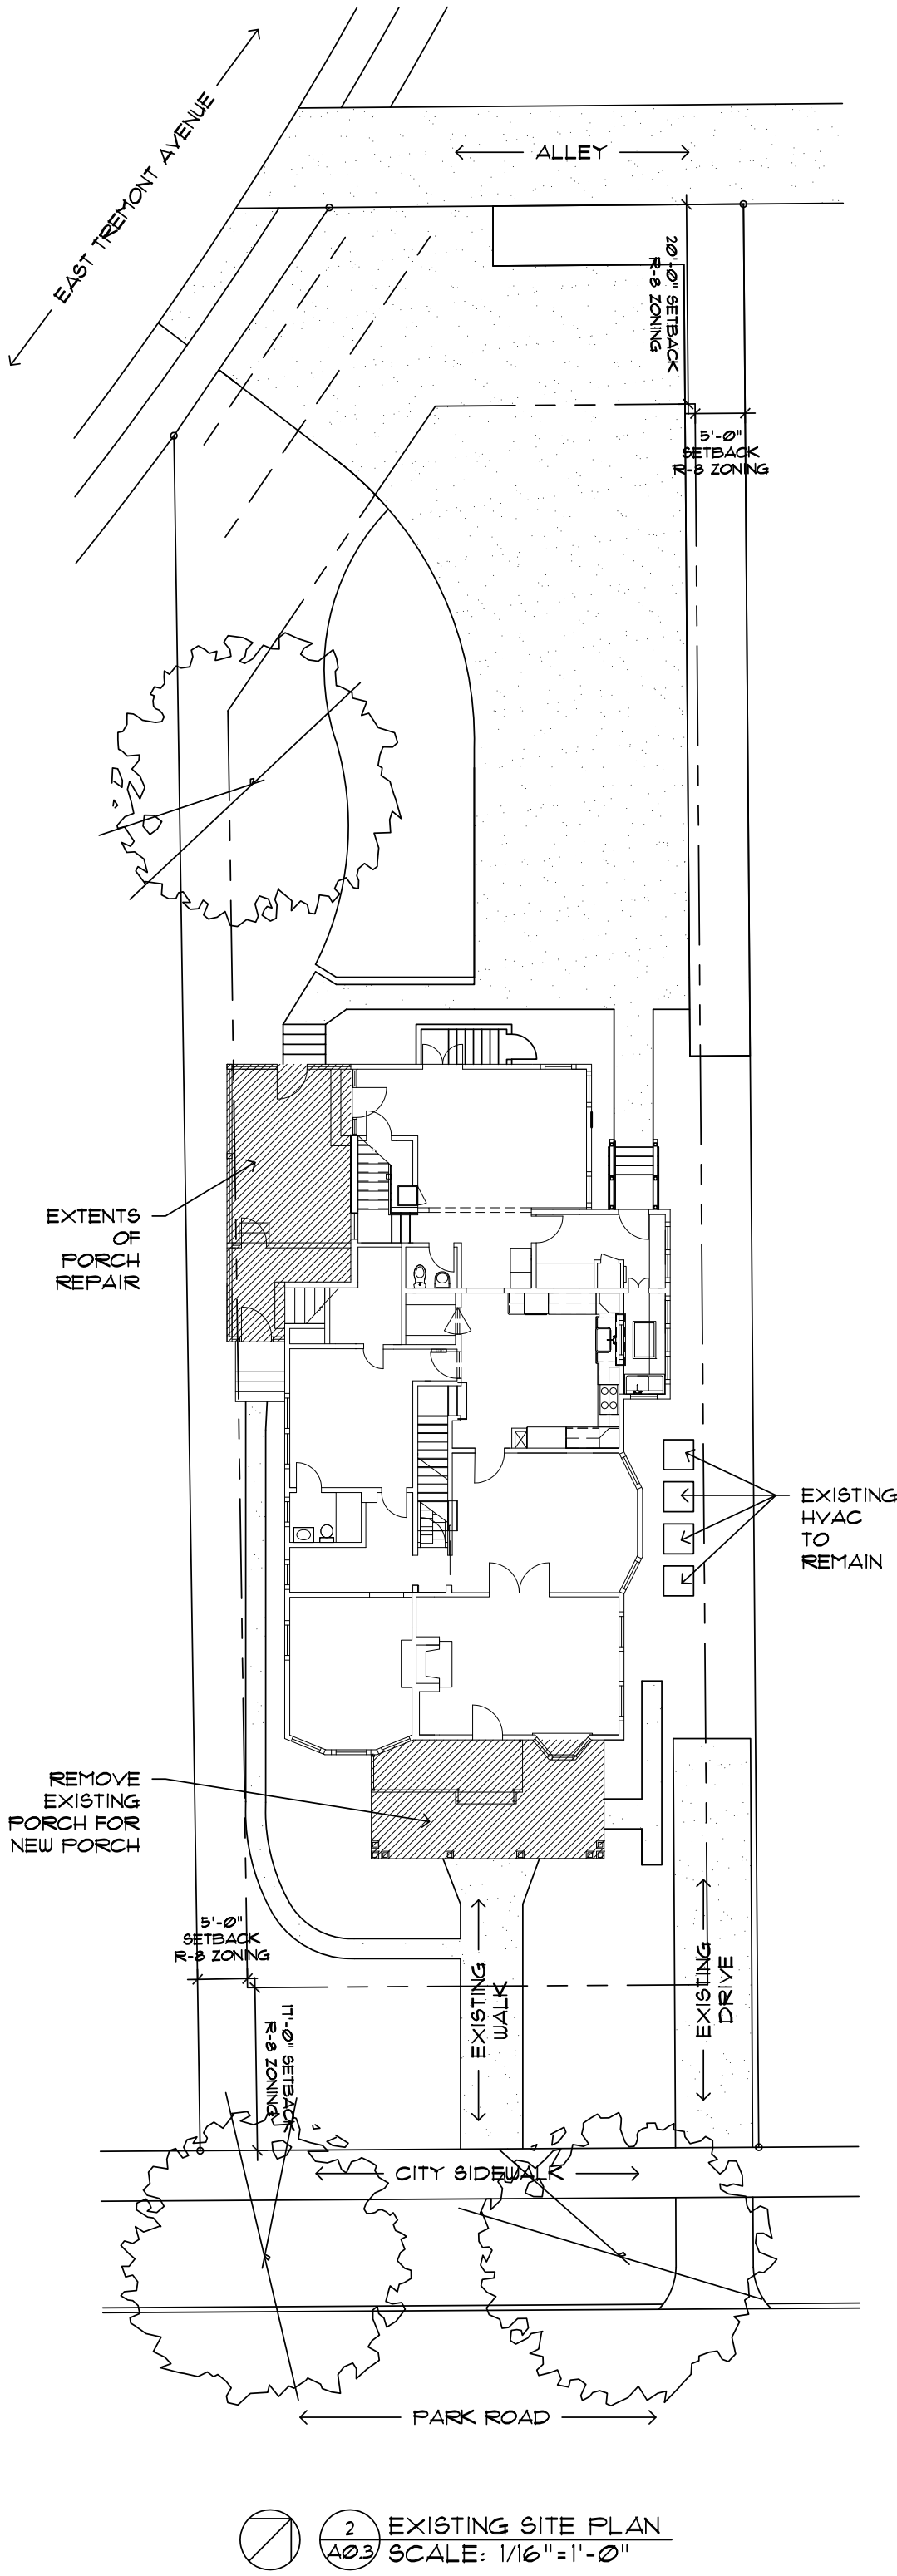 EAST TREMONT AVENUE
ALLEY
20'-0" SETBACK
R-8 ZONING
5'-0"
SETBACK
R-8 ZONING
EXTENTS
OF
PORCH
REPAIR
EXISTING
HVAC
TO
REMAIN
REMOVE
EXISTING
PORCH FOR
NEW PORCH
5'-0"
SETBACK
R-8 ZONING
17'-0" SETBACK
R-8 ZONING
EXISTING
WALK
EXISTING
DRIVE
CITY SIDEWALK
PARK ROAD
2
A0.3
EXISTING SITE PLAN
SCALE: 1/16"=1'-0"